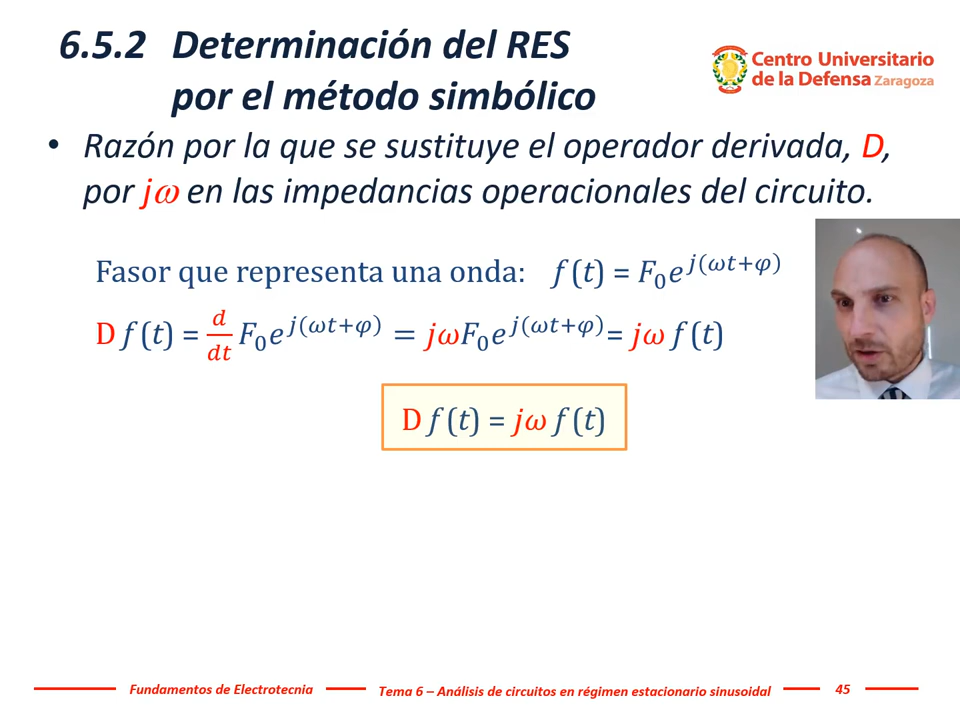 6.5.2 Determinación del RES
por el método simbólico
Centro Universitario
de la Defensa Zaragoza
• Razón por la que se sustituye el operador derivada, D,
por jω en las impedancias operacionales del circuito.
Fasor que representa una onda: f(t) = F₀e^{j(ωt+φ)}
D f(t) = d/dt F₀e^{j(ωt+φ)} = jωF₀e^{j(ωt+φ)} = jω f(t)
D f(t) = jω f(t)
Fundamentos de Electrotecnia
Tema 6 – Análisis de circuitos en régimen estacionario sinusoidal
45